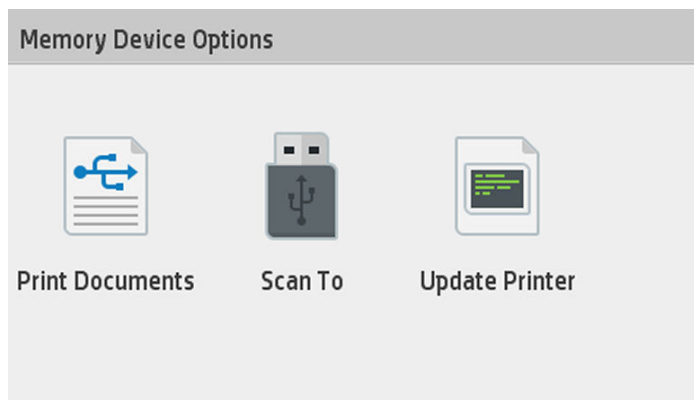 Memory Device Options
Print Documents
Scan To
Update Printer